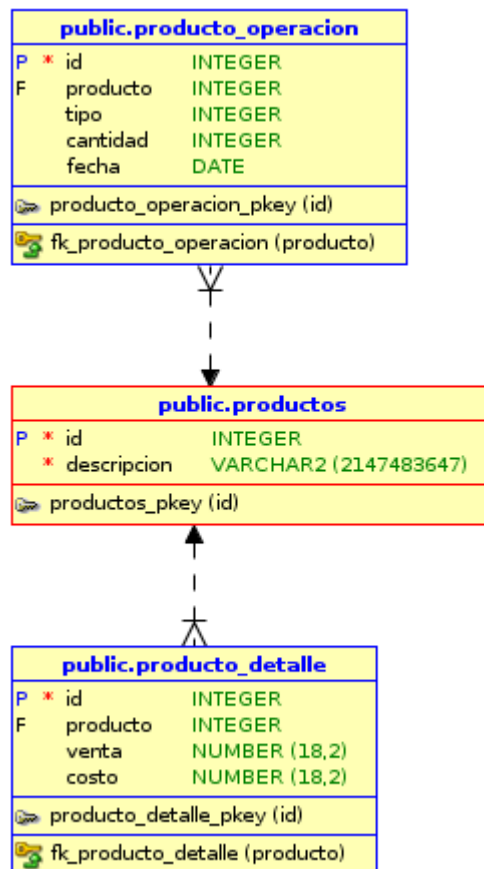 public.producto_operacion
P * id INTEGER
F producto INTEGER
tipo INTEGER
cantidad INTEGER
fecha DATE
producto_operacion_pkey (id)
fk_producto_operacion (producto)
public.productos
P * id INTEGER
* descripcion VARCHAR2 (2147483647)
productos_pkey (id)
public.producto_detalle
P * id INTEGER
F producto INTEGER
venta NUMBER (18,2)
costo NUMBER (18,2)
producto_detalle_pkey (id)
fk_producto_detalle (producto)